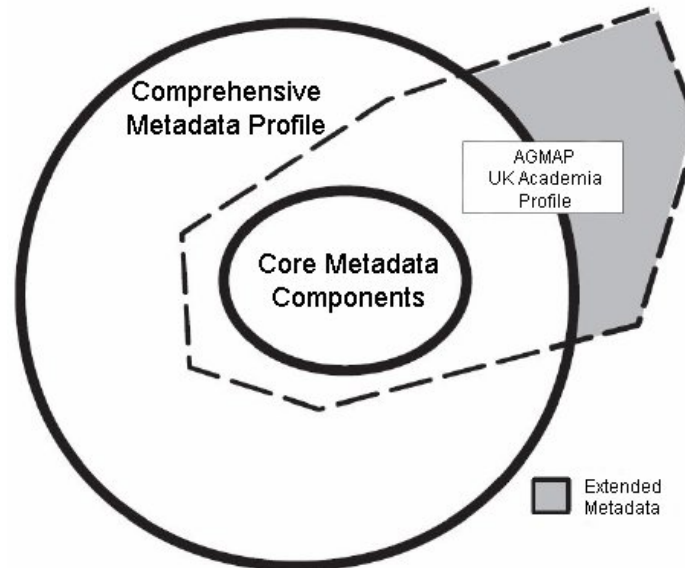 Comprehensive
Metadata Profile
AGMAP
UK Academia
Profile
Core Metadata
Components
Extended
Metadata